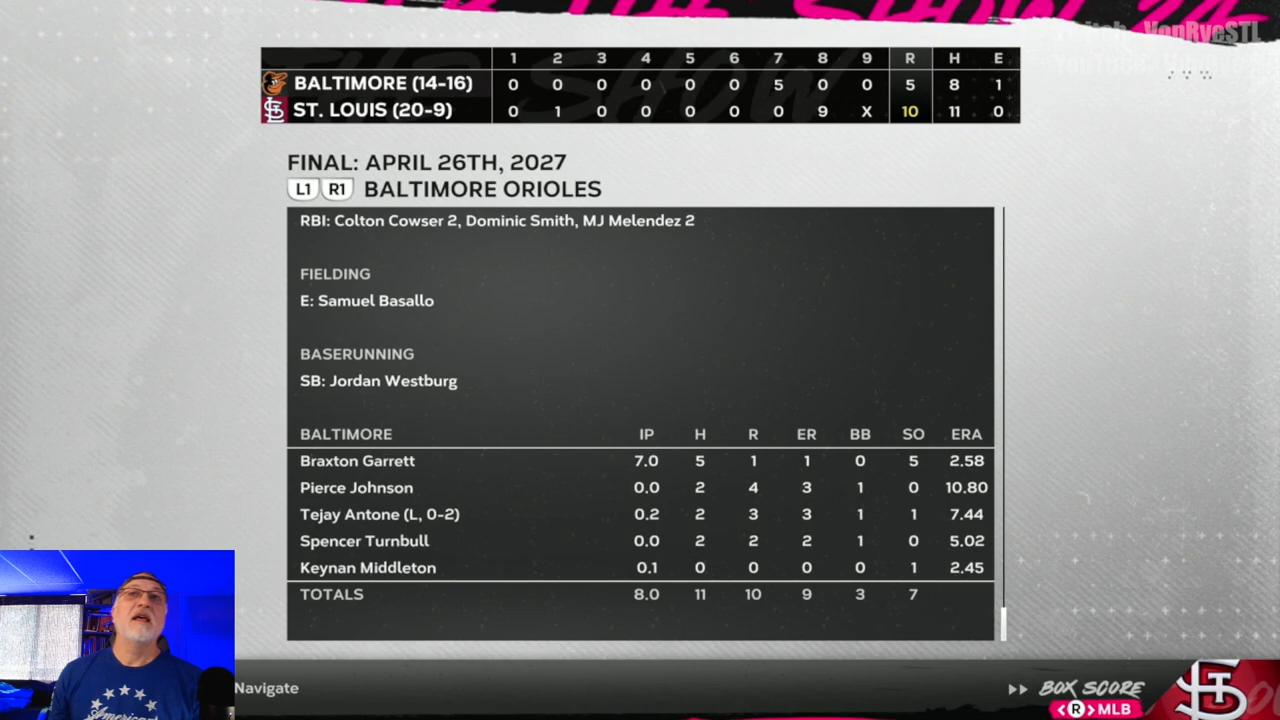 THE SHOW 24
Twitch VonRyeSTL
1 2 3 4 5 6 7 8 9 R H E
BALTIMORE (14-16) 0 0 0 0 0 0 5 0 0 5 8 1
ST. LOUIS (20-9) 0 1 0 0 0 0 0 9 X 10 11 0
FINAL: APRIL 26TH, 2027
L1 R1 BALTIMORE ORIOLES
RBI: Colton Cowser 2, Dominic Smith, MJ Melendez 2
FIELDING
E: Samuel Basallo
BASERUNNING
SB: Jordan Westburg
BALTIMORE IP H R ER BB SO ERA
Braxton Garrett 7.0 5 1 1 0 5 2.58
Pierce Johnson 0.0 2 4 3 1 0 10.80
Tejay Antone (L, 0-2) 0.2 2 3 3 1 1 7.44
Spencer Turnbull 0.0 2 2 2 1 0 5.02
Keynan Middleton 0.1 0 0 0 0 1 2.45
TOTALS 8.0 11 10 9 3 7
Navigate
BOX SCORE
<R> MLB